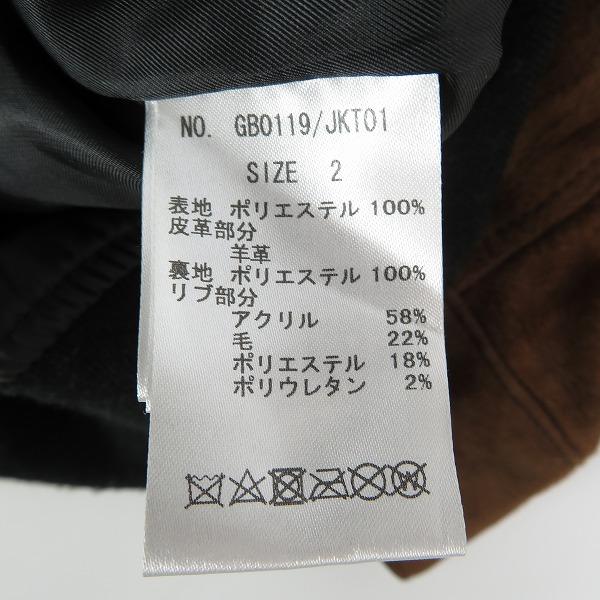 NO. GB0119/JKT01
SIZE 2
表地 ポリエステル 100%
皮革部分
羊革
裏地 ポリエステル 100%
リブ部分
アクリル 58%
毛 22%
ポリエステル 18%
ポリウレタン 2%
W